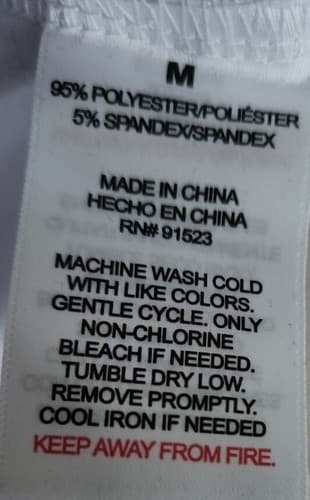 M
95% POLYESTER/POLIÉSTER
5% SPANDEX/SPANDEX
MADE IN CHINA
HECHO EN CHINA
RN# 91523
MACHINE WASH COLD
WITH LIKE COLORS.
GENTLE CYCLE. ONLY
NON-CHLORINE
BLEACH IF NEEDED.
TUMBLE DRY LOW.
REMOVE PROMPTLY.
COOL IRON IF NEEDED
KEEP AWAY FROM FIRE.